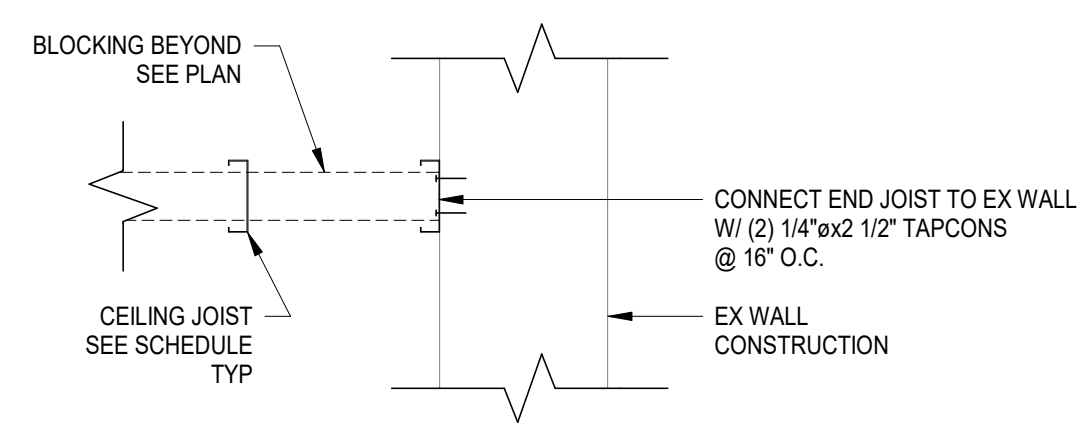 BLOCKING BEYOND
SEE PLAN
CONNECT END JOIST TO EX WALL
W/ (2) 1/4"øx2 1/2" TAPCONS
@ 16" O.C.
CEILING JOIST
SEE SCHEDULE
TYP
EX WALL
CONSTRUCTION